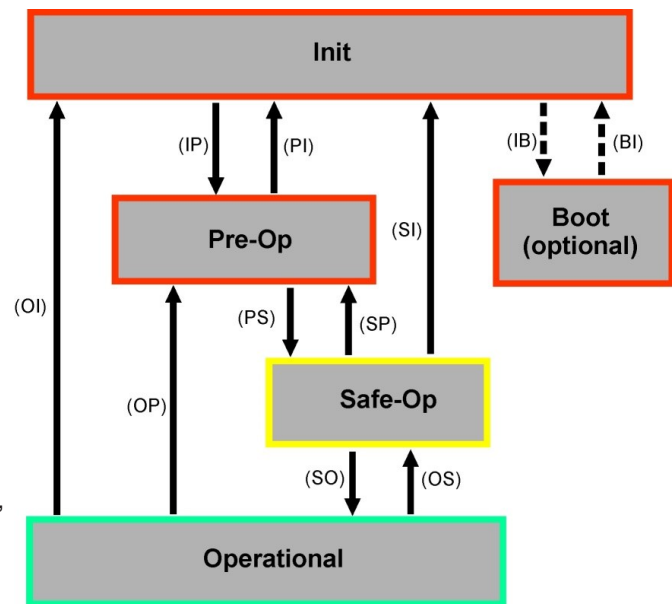 Init
(IP)
(PI)
(IB)
(BI)
Pre-Op
(SI)
Boot
(optional)
(OI)
(PS)
(SP)
(OP)
Safe-Op
(SO)
(OS)
,
Operational